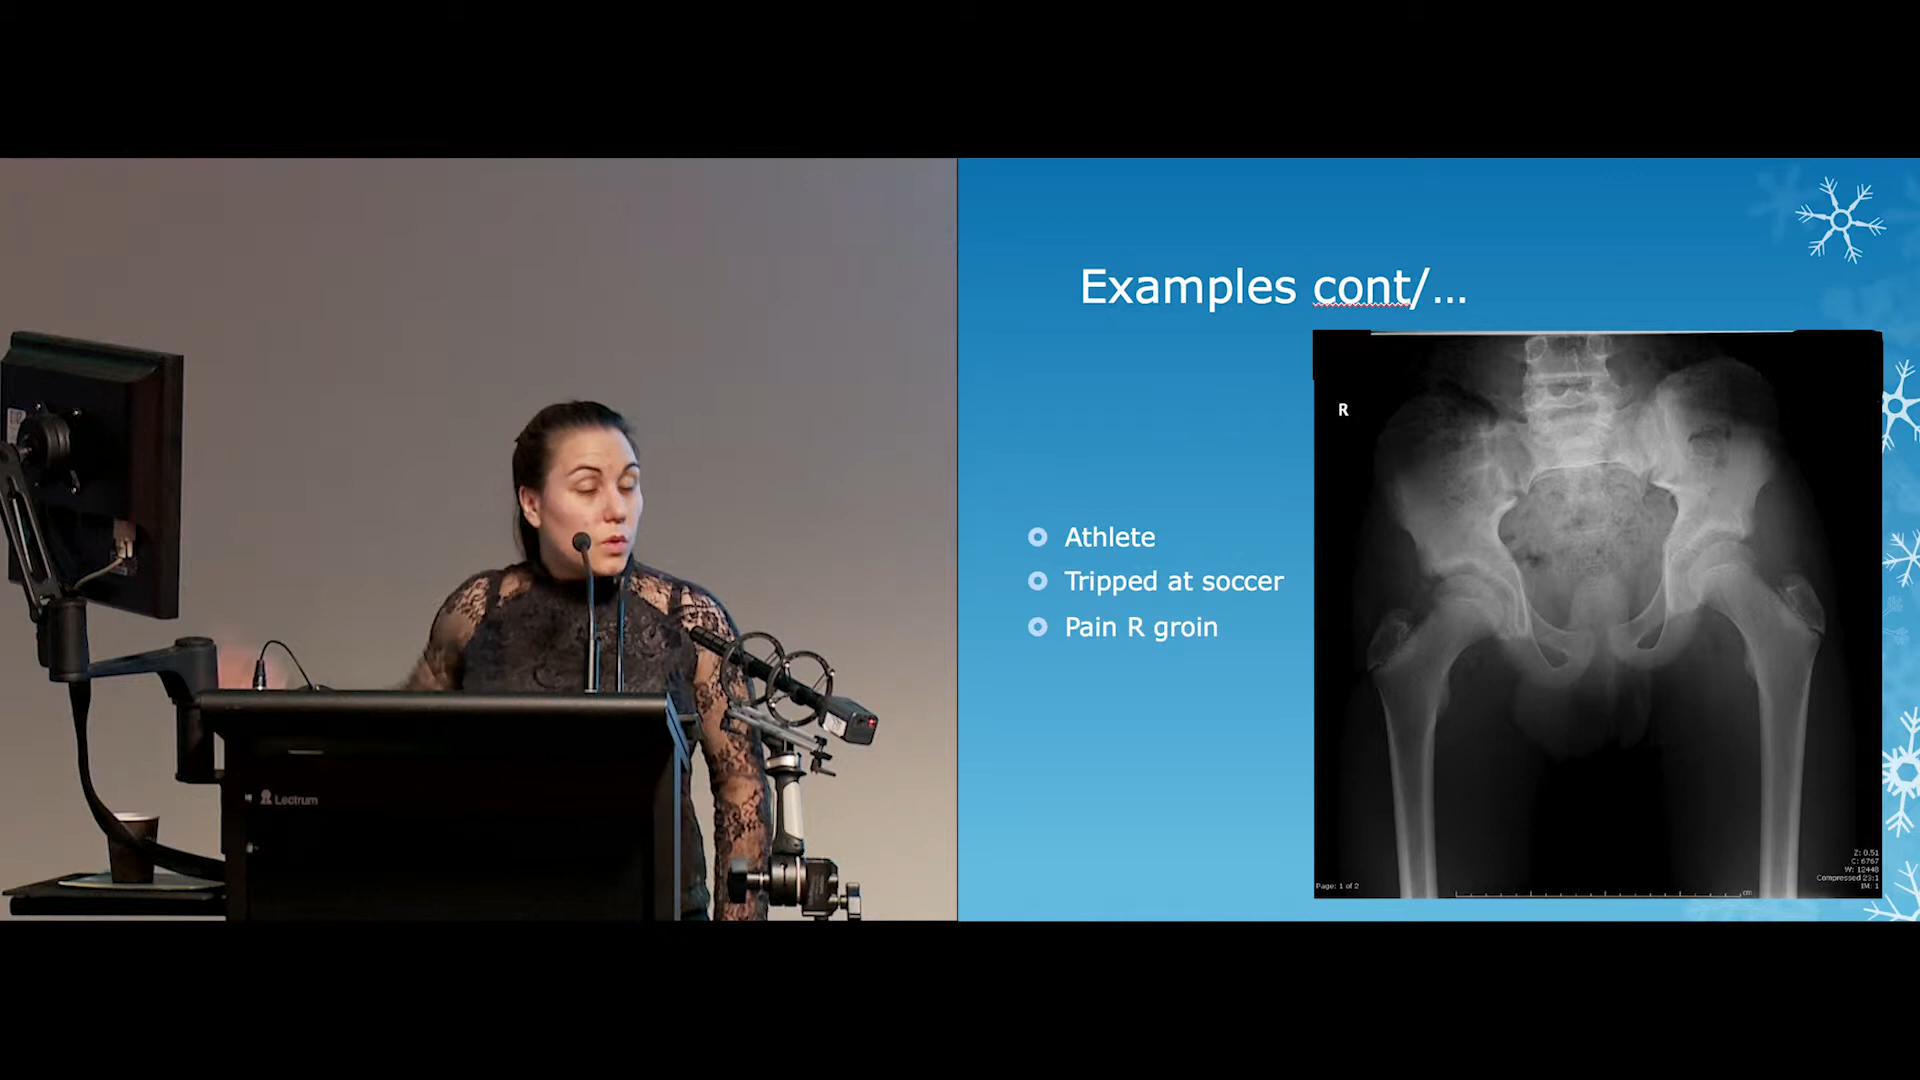 Examples cont/...
Athlete
Tripped at soccer
Pain R groin
R
Z: 0.51
C: 6767
W: 12448
Compressed 23:1
IM: 1
Page: 1 of 2
cm
Lectrum